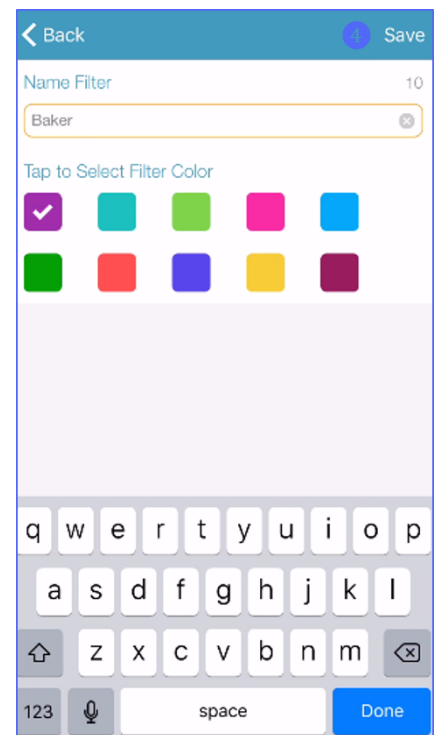 Back 4 Save
Name Filter 10
Baker
Tap to Select Filter Color
q w e r t y u i o p
a s d f g h j k l
z x c v b n m
123 space Done